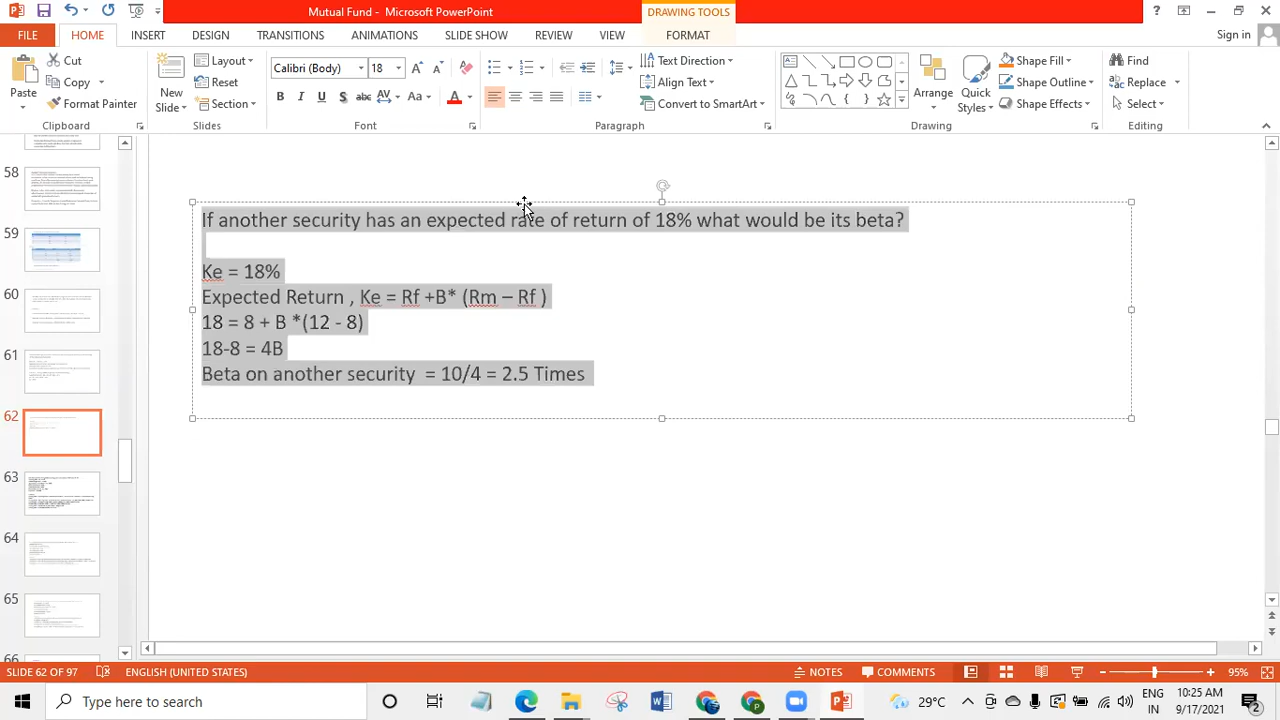 Mutual Fund - Microsoft PowerPoint
DRAWING TOOLS
?
FILE HOME INSERT DESIGN TRANSITIONS ANIMATIONS SLIDE SHOW REVIEW VIEW FORMAT Sign in
Paste
Cut
Copy
Format Painter
Clipboard
New Slide
Layout
Reset
Section
Slides
Calibri (Body) 18
B I U S abc AV Aa A
Font
Paragraph
Text Direction
Align Text
Convert to SmartArt
Arrange
Quick Styles
Shape Fill
Shape Outline
Shape Effects
Drawing
Find
Replace
Select
Editing
58
59
60
61
62
63
64
65
66
If another security has an expected rate of return of 18% what would be its beta?
Ke = 18%
Expected Return , Ke = Rf +B* (Rm – Rf )
18 = 8 + B *(12 - 8)
18-8 = 4B
Beta on another security = 10/4 = 2.5 Times
SLIDE 62 OF 97 ENGLISH (UNITED STATES) NOTES COMMENTS 95%
Type here to search
29°C
ENG
IN
10:25 AM
9/17/2021
2